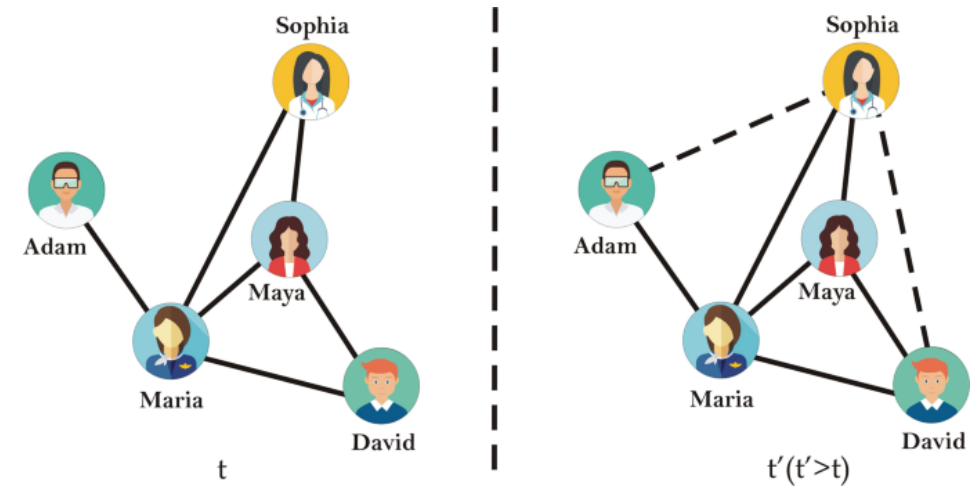 Sophia
Adam
Maya
Maria
David
t
Sophia
Adam
Maya
Maria
David
t′(t′>t)